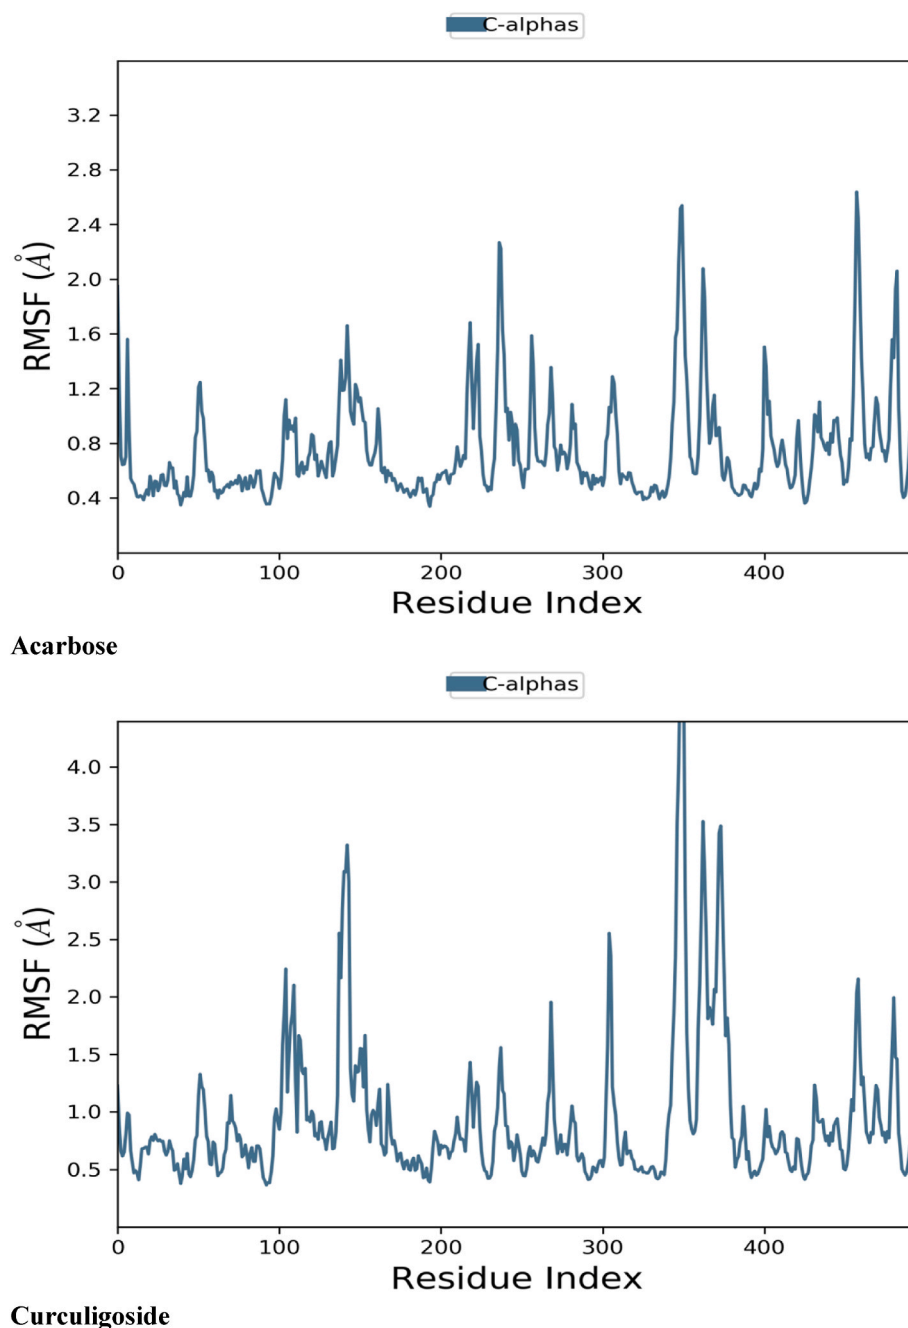 C-alphas
3.2
2.8
2.4
2.0
1.6
1.2
0.8
0.4
RMSF (Å)
0 100 200 300 400
Residue Index
Acarbose
C-alphas
4.0
3.5
3.0
2.5
2.0
1.5
1.0
0.5
RMSF (Å)
0 100 200 300 400
Residue Index
Curculigoside